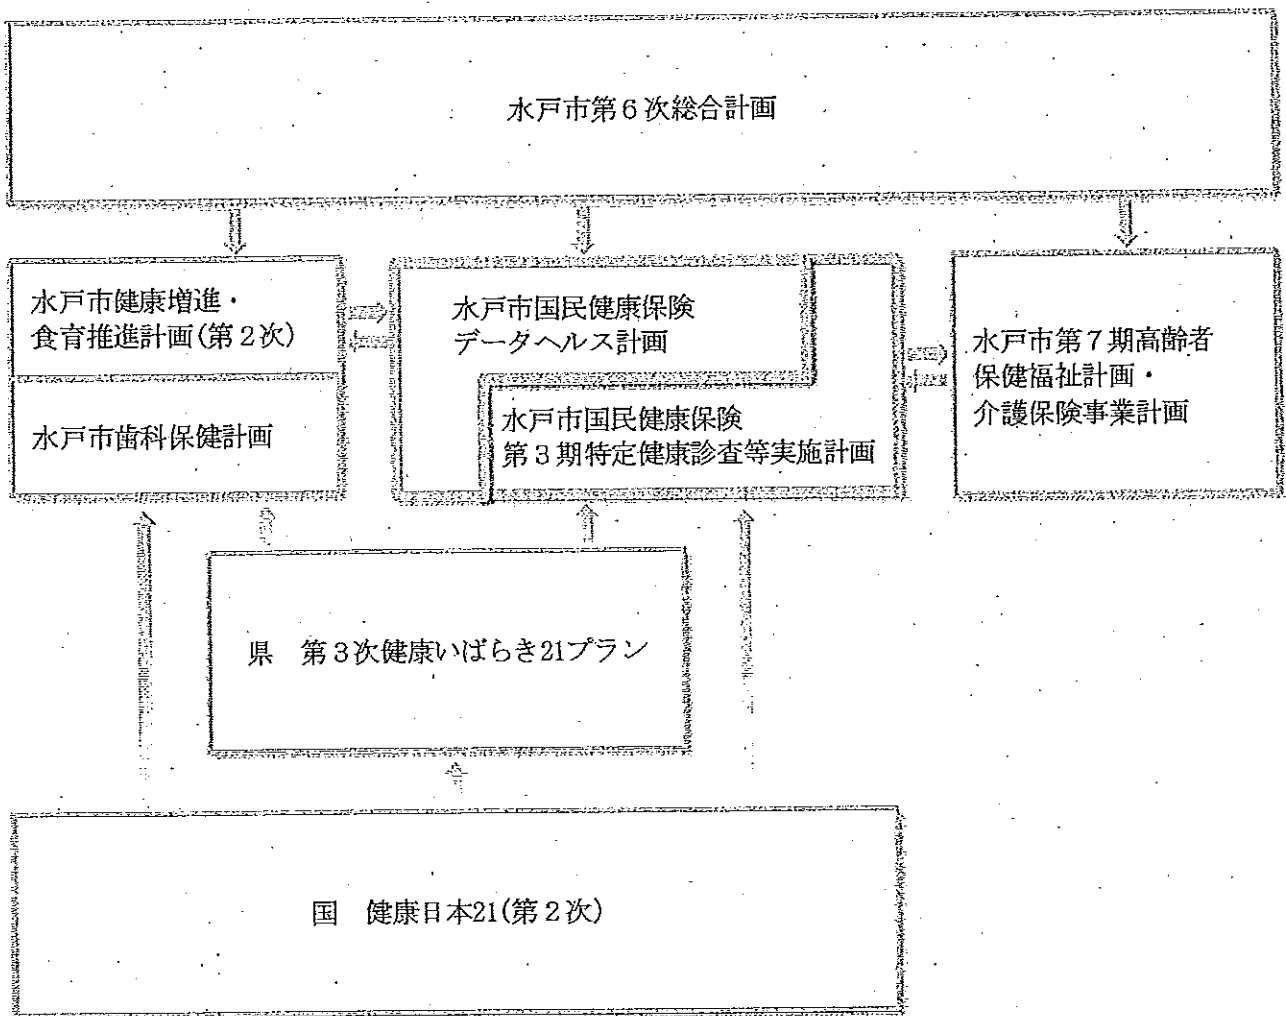 水戸市第6次総合計画
水戸市健康増進・
食育推進計画(第2次)
水戸市歯科保健計画
水戸市国民健康保険
データヘルス計画
水戸市国民健康保険
第3期特定健康診査等実施計画
水戸市第7期高齢者
保健福祉計画・
介護保険事業計画
県　第3次健康いばらき21プラン
国　健康日本21(第2次)